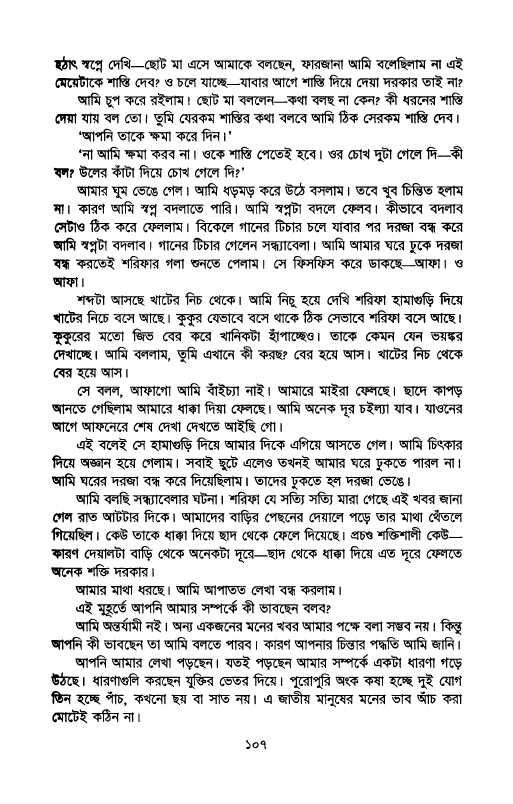 হঠাৎ স্বপ্নে দেখি—ছোট মা এসে আমাকে বলছেন, ফারজানা আমি বলেছিলাম না এই
মেয়েটাকে শাস্তি দেব? ও চলে যাচ্ছে—যাবার আগে শাস্তি দিয়ে দেয়া দরকার তাই না?
আমি চুপ করে রইলাম। ছোট মা বললেন—কথা বলছ না কেন? কী ধরনের শাস্তি
দেয়া যায় বল তো। তুমি যেরকম শাস্তির কথা বলবে আমি ঠিক সেরকম শাস্তি দেব।
‘আপনি তাকে ক্ষমা করে দিন।’
‘না আমি ক্ষমা করব না। ওকে শাস্তি পেতেই হবে। ওর চোখ দুটা গেলে দি—কী
বল? উলের কাঁটা দিয়ে চোখ গেলে দি?’
আমার ঘুম ভেঙে গেল। আমি ধড়মড় করে উঠে বসলাম। তবে খুব চিন্তিত হলাম
না। কারণ আমি স্বপ্ন বদলাতে পারি। আমি স্বপ্নটা বদলে ফেলব। কীভাবে বদলাব
সেটাও ঠিক করে ফেললাম। বিকেলে গানের টিচার চলে যাবার পর দরজা বন্ধ করে
আমি স্বপ্নটা বদলাব। গানের টিচার গেলেন সন্ধ্যাবেলা। আমি আমার ঘরে ঢুকে দরজা
বন্ধ করতেই শরিফার গলা শুনতে পেলাম। সে ফিসফিস করে ডাকছে—আফা। ও
আফা।
শব্দটা আসছে খাটের নিচ থেকে। আমি নিচু হয়ে দেখি শরিফা হামাগুড়ি দিয়ে
খাটের নিচে বসে আছে। কুকুর যেভাবে বসে থাকে ঠিক সেভাবে শরিফা বসে আছে।
কুকুরের মতো জিভ বের করে খানিকটা হাঁপাচ্ছেও। তাকে কেমন যেন ভয়ঙ্কর
দেখাচ্ছে। আমি বললাম, তুমি এখানে কী করছ? বের হয়ে আস। খাটের নিচ থেকে
বের হয়ে আস।
সে বলল, আফাগো আমি বাঁইচ্যা নাই। আমারে মাইরা ফেলছে। ছাদে কাপড়
আনতে গেছিলাম আমারে ধাক্কা দিয়া ফেলছে। আমি অনেক দূর চইল্যা যাব। যাওনের
আগে আফনেরে শেষ দেখা দেখতে আইছি গো।
এই বলেই সে হামাগুড়ি দিয়ে আমার দিকে এগিয়ে আসতে গেল। আমি চিৎকার
দিয়ে অজ্ঞান হয়ে গেলাম। সবাই ছুটে এলেও তখনই আমার ঘরে ঢুকতে পারল না।
আমি ঘরের দরজা বন্ধ করে দিয়েছিলাম। তাদের ঢুকতে হল দরজা ভেঙে।
আমি বলছি সন্ধ্যাবেলার ঘটনা। শরিফা যে সত্যি সত্যি মারা গেছে এই খবর জানা
গেল রাত আটটার দিকে। আমাদের বাড়ির পেছনের দেয়ালে পড়ে তার মাথা থেঁতলে
গিয়েছিল। কেউ তাকে ধাক্কা দিয়ে ছাদ থেকে ফেলে দিয়েছে। প্রচণ্ড শক্তিশালী কেউ—
কারণ দেয়ালটা বাড়ি থেকে অনেকটা দূরে—ছাদ থেকে ধাক্কা দিয়ে এত দূরে ফেলতে
অনেক শক্তি দরকার।
আমার মাথা ধরছে। আমি আপাতত লেখা বন্ধ করলাম।
এই মুহূর্তে আপনি আমার সম্পর্কে কী ভাবছেন বলব?
আমি অন্তর্যামী নই। অন্য একজনের মনের খবর আমার পক্ষে বলা সম্ভব নয়। কিন্তু
আপনি কী ভাবছেন তা আমি বলতে পারব। কারণ আপনার চিন্তার পদ্ধতি আমি জানি।
আপনি আমার লেখা পড়ছেন। যতই পড়ছেন আমার সম্পর্কে একটা ধারণা গড়ে
উঠছে। ধারণাগুলি করছেন যুক্তির ভেতর দিয়ে। পুরোপুরি অংক কষা হচ্ছে দুই যোগ
তিন হচ্ছে পাঁচ, কখনো ছয় বা সাত নয়। এ জাতীয় মানুষের মনের ভাব আঁচ করা
মোটেই কঠিন না।
১০৭